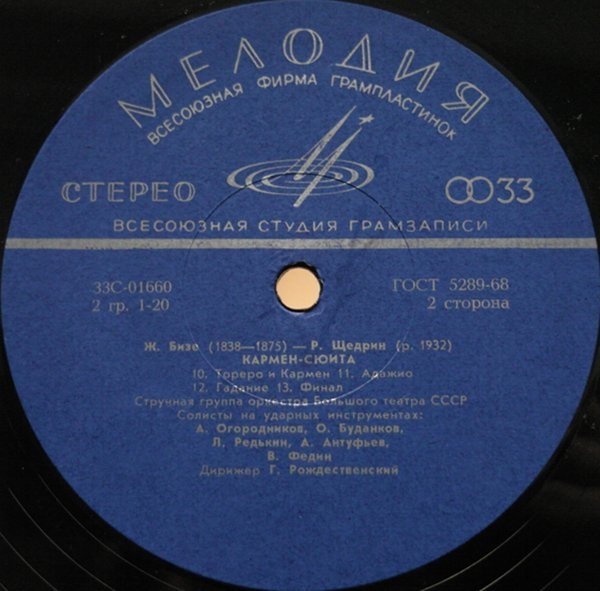 МЕЛОДИЯ
ВСЕСОЮЗНАЯ ФИРМА ГРАМПЛАСТИНОК
СТЕРЕО
33
ВСЕСОЮЗНАЯ СТУДИЯ ГРАМЗАПИСИ
33С-01660
ГОСТ 5289-68
2 гр. 1-20
2 сторона
Ж. Бизе (1838—1875) — Р. Щедрин (р. 1932)
КАРМЕН-СЮИТА
10. Тореро и Кармен 11. Адажио
12. Гадание 13. Финал
Струнная группа оркестра Большого театра СССР
Солисты на ударных инструментах:
А. Огородников, О. Буданков,
Л. Редькин, А. Антуфьев,
В. Федин
Дирижер Г. Рождественский